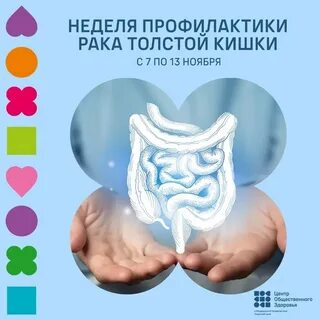 НЕДЕЛЯ ПРОФИЛАКТИКИ
РАКА ТОЛСТОЙ КИШКИ
С 7 ПО 13 НОЯБРЯ
Центр
Общественного
Здоровья